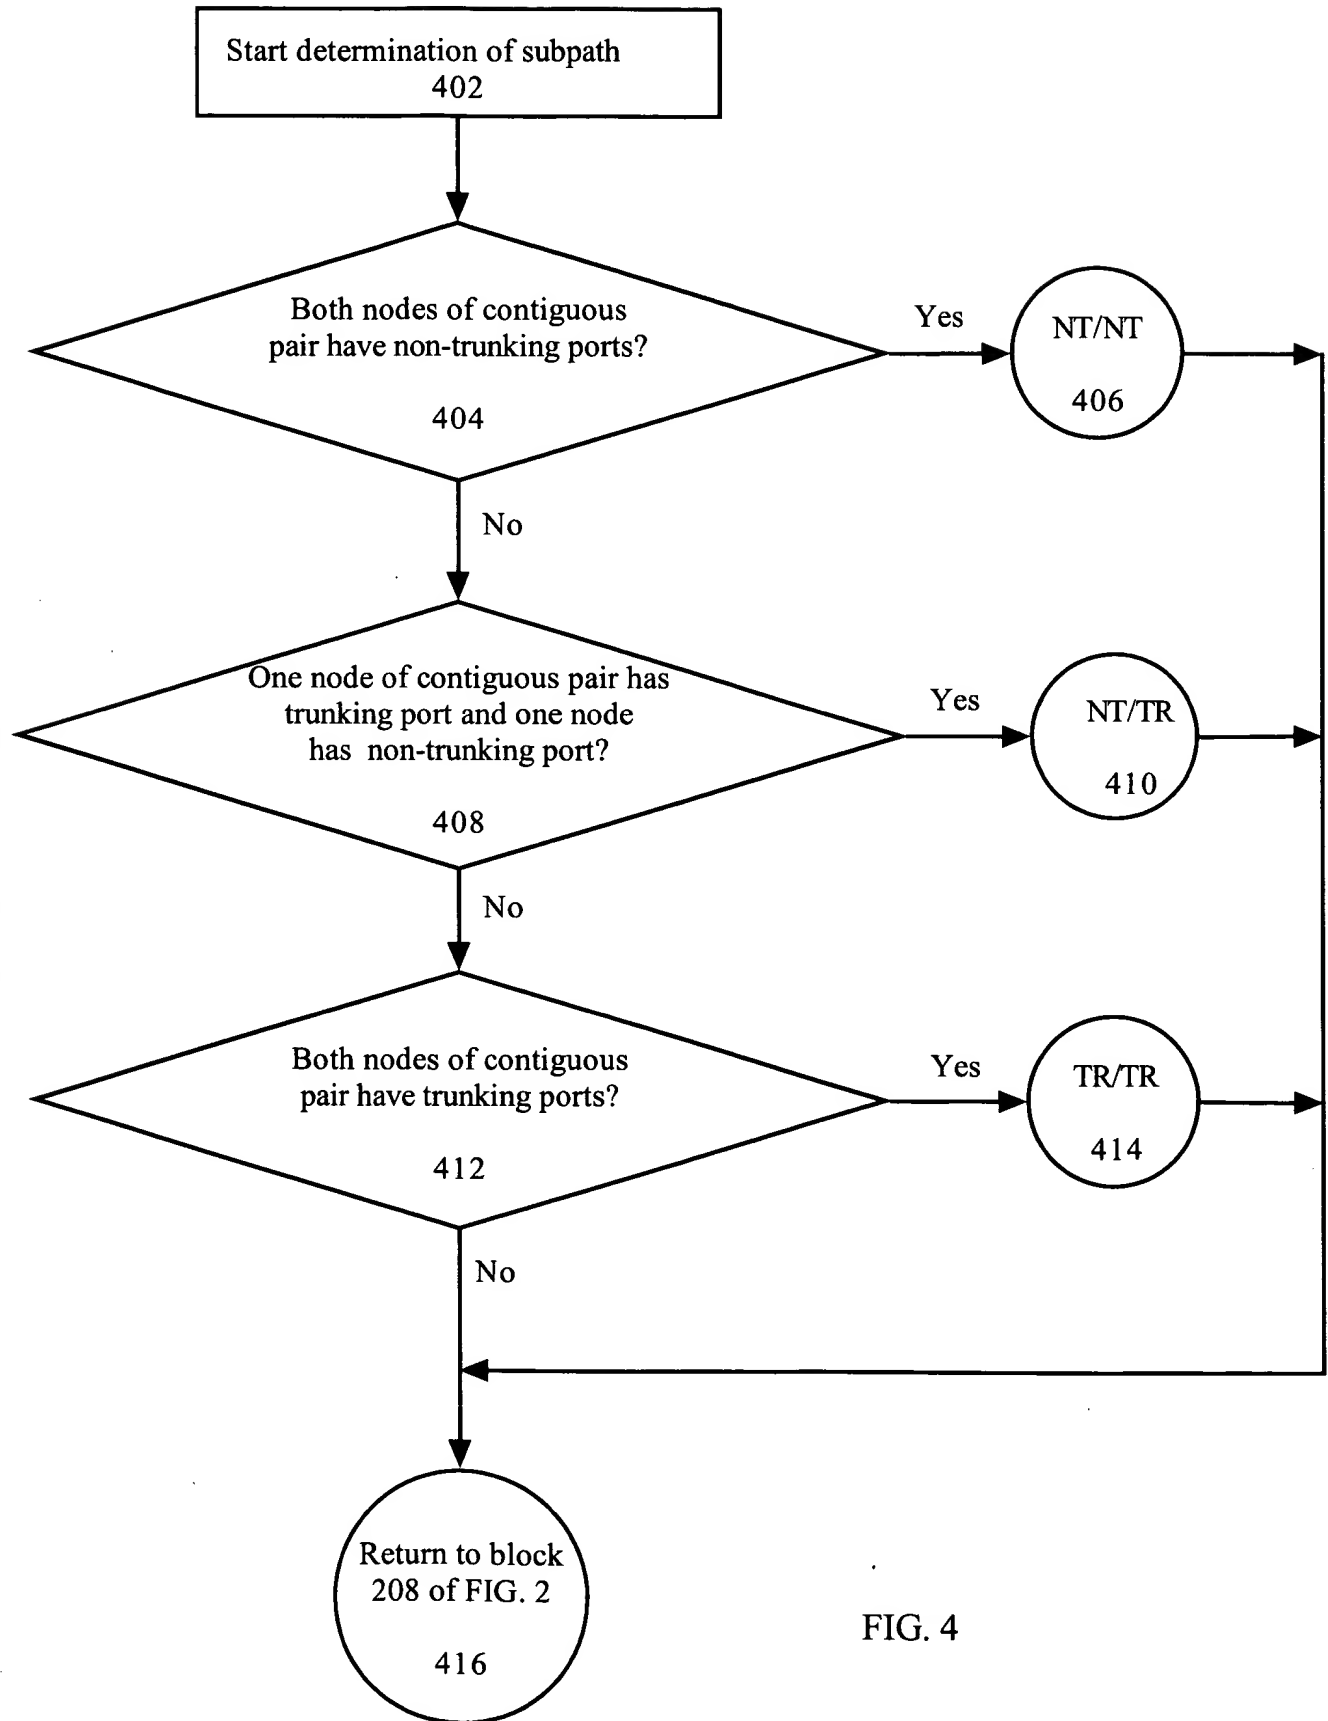 Start determination of subpath
402
Both nodes of contiguous
pair have non-trunking ports?
404
Yes
NT/NT
406
No
One node of contiguous pair has
trunking port and one node
has non-trunking port?
408
Yes
NT/TR
410
No
Both nodes of contiguous
pair have trunking ports?
412
Yes
TR/TR
414
No
Return to block
208 of FIG. 2
416
FIG. 4